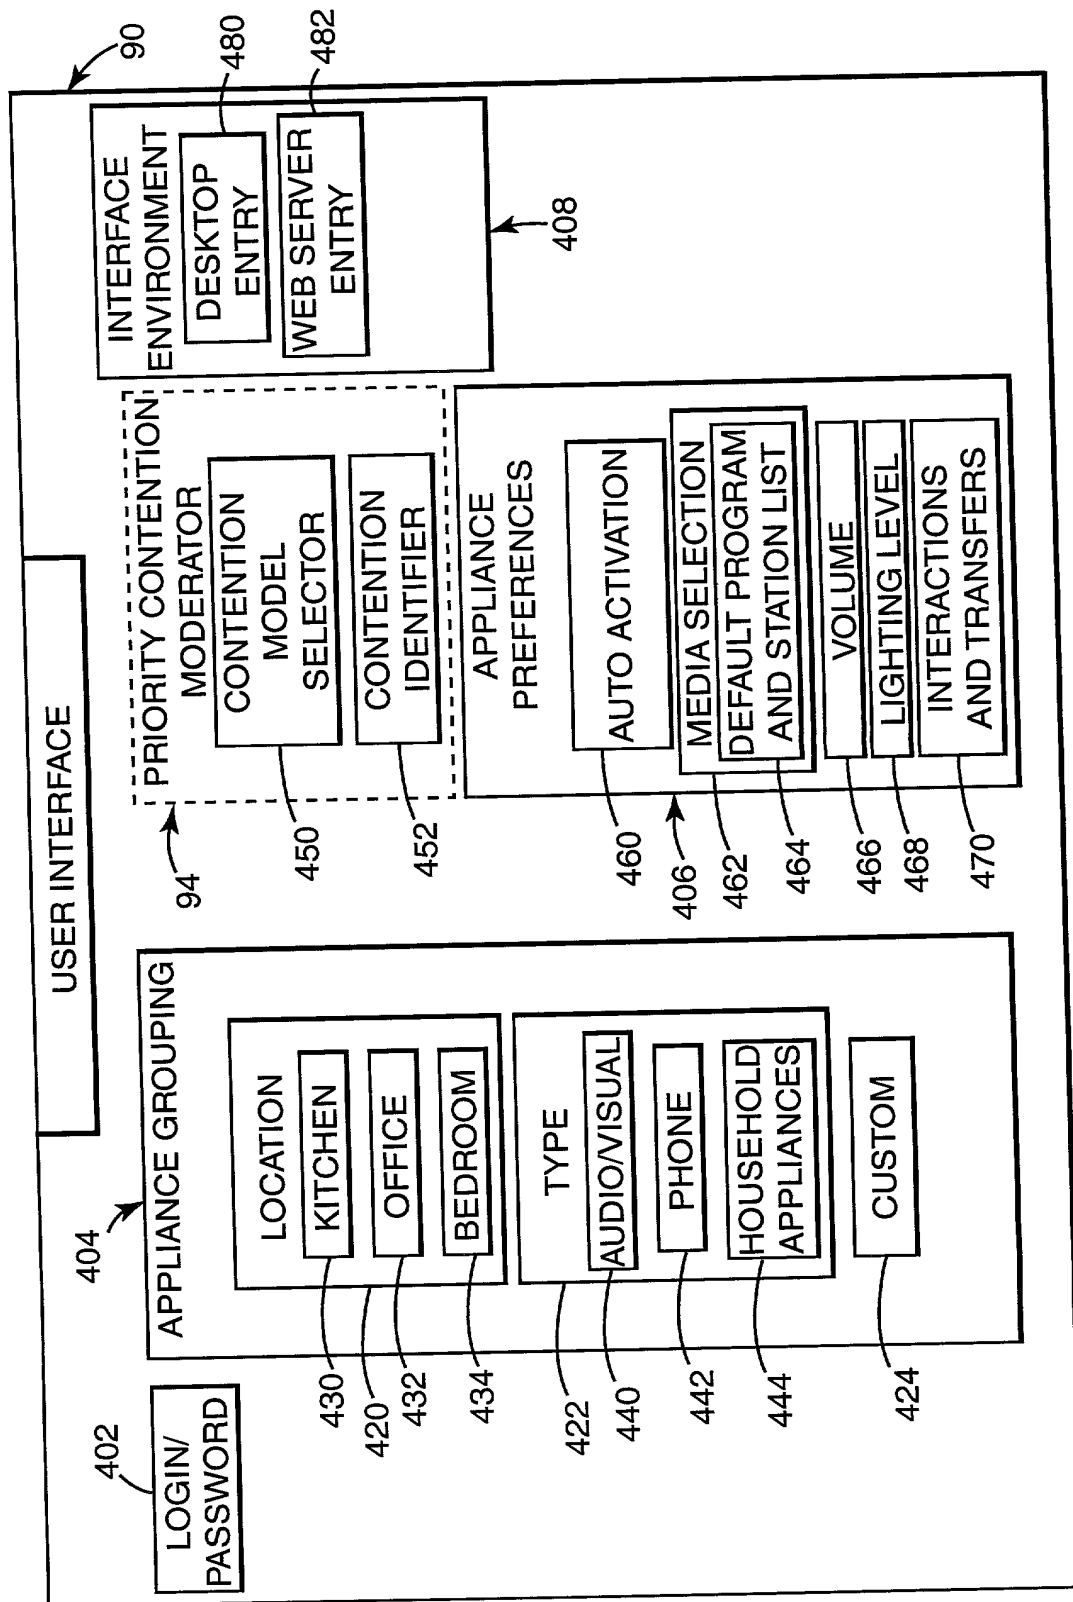 USER INTERFACE
90
402
LOGIN/
PASSWORD
404
APPLIANCE GROUPING
LOCATION
KITCHEN
OFFICE
BEDROOM
430
420
432
434
TYPE
AUDIO/VISUAL
PHONE
HOUSEHOLD
APPLIANCES
422
440
442
444
CUSTOM
424
94
PRIORITY CONTENTION
MODERATOR
CONTENTION
MODEL
SELECTOR
450
CONTENTION
IDENTIFIER
452
APPLIANCE
PREFERENCES
AUTO ACTIVATION
460
406
MEDIA SELECTION
462
DEFAULT PROGRAM
AND STATION LIST
464
VOLUME
466
LIGHTING LEVEL
468
INTERACTIONS
AND TRANSFERS
470
INTERFACE
ENVIRONMENT
DESKTOP
ENTRY
480
WEB SERVER
ENTRY
482
408